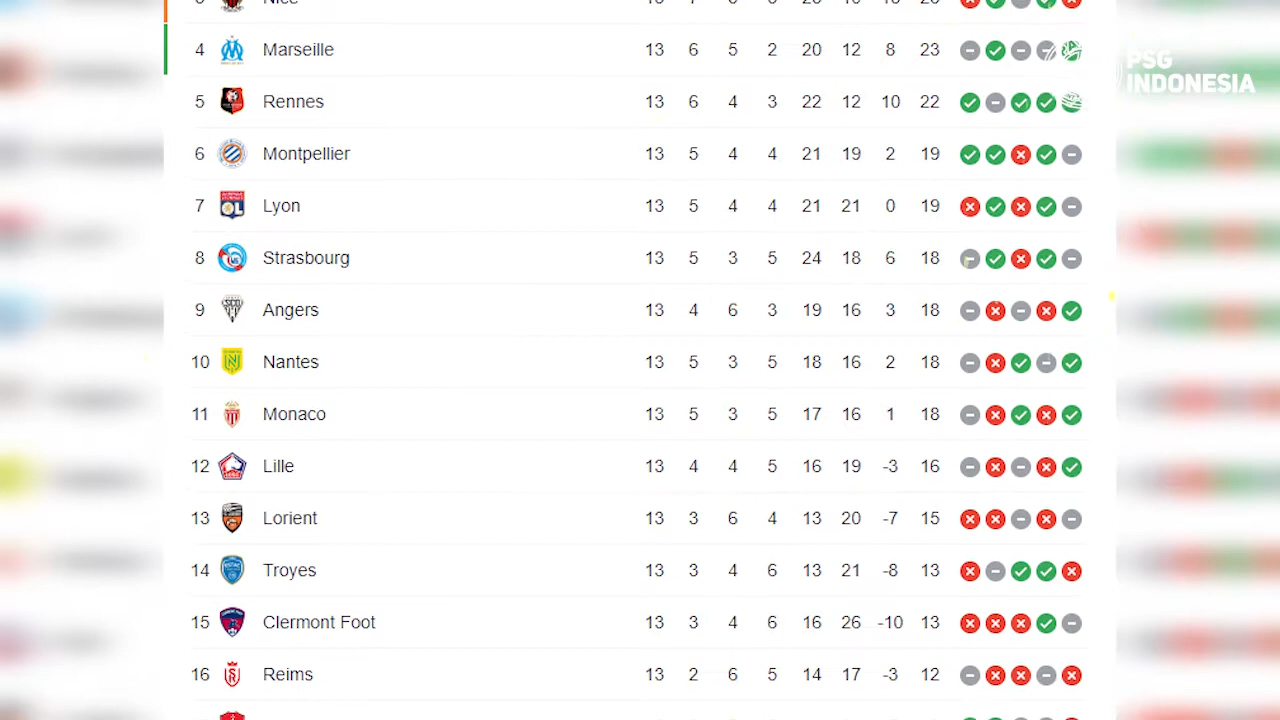 4 Marseille 13 6 5 2 20 12 8 23
PSG
INDONESIA
5 Rennes 13 6 4 3 22 12 10 22
6 Montpellier 13 5 4 4 21 19 2 19
7 Lyon 13 5 4 4 21 21 0 19
8 Strasbourg 13 5 3 5 24 18 6 18
9 Angers 13 4 6 3 19 16 3 18
10 Nantes 13 5 3 5 18 16 2 18
11 Monaco 13 5 3 5 17 16 1 18
12 Lille 13 4 4 5 16 19 -3 16
13 Lorient 13 3 6 4 13 20 -7 15
14 Troyes 13 3 4 6 13 21 -8 13
15 Clermont Foot 13 3 4 6 16 26 -10 13
16 Reims 13 2 6 5 14 17 -3 12